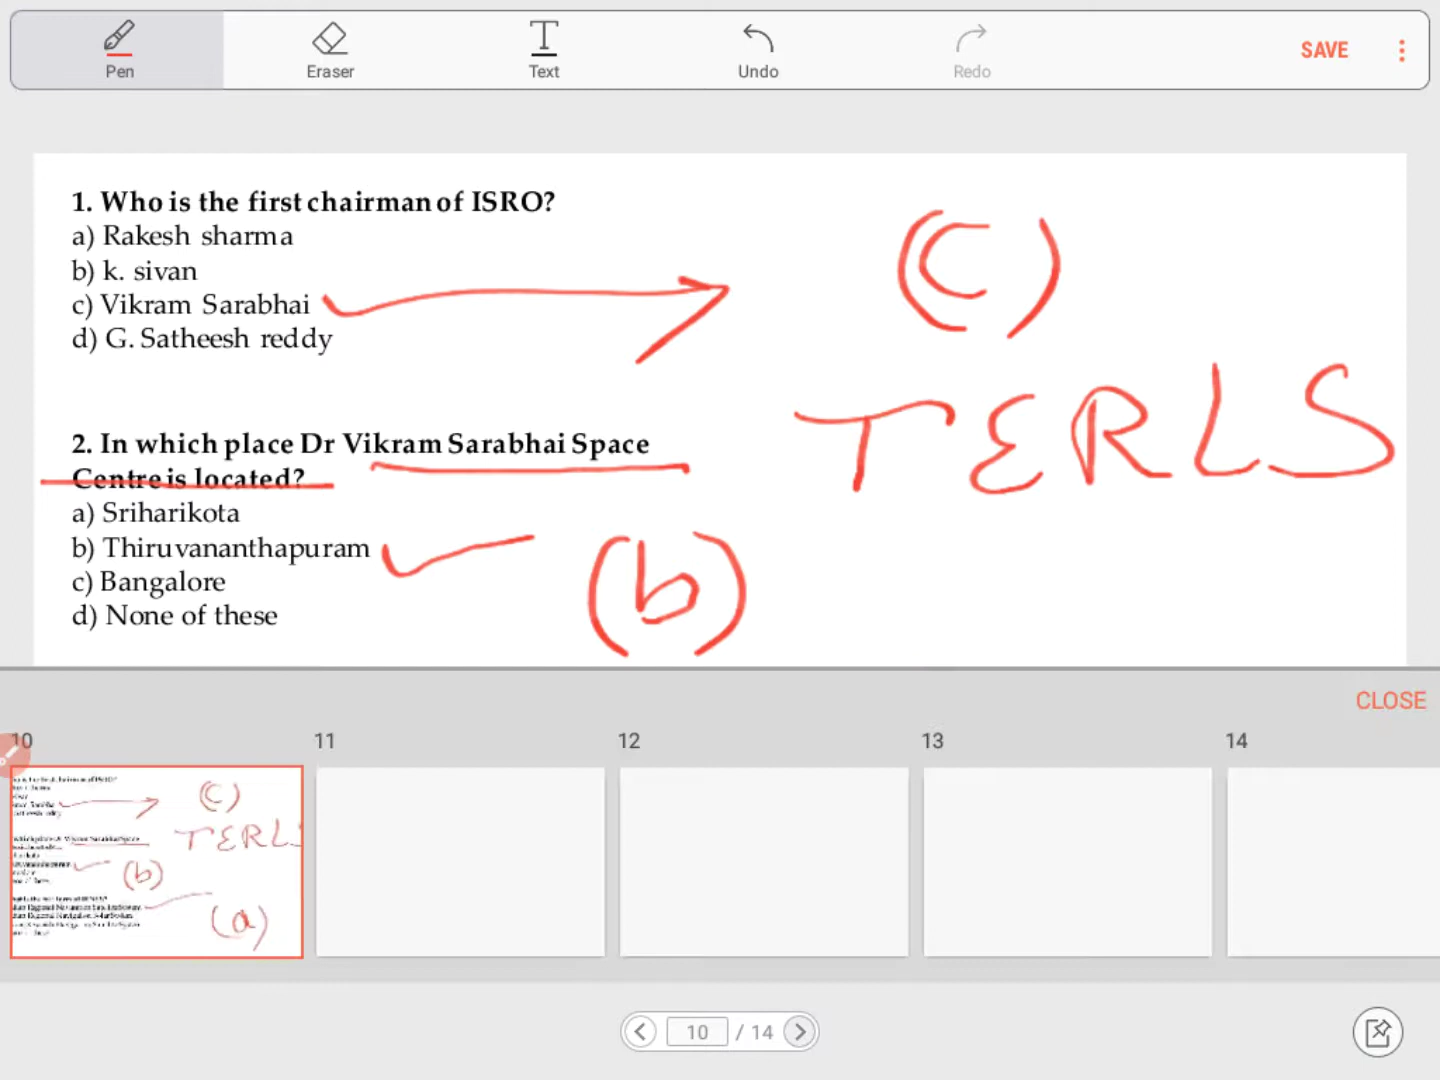 Pen Eraser Text Undo Redo SAVE
1. Who is the first chairman of ISRO?
a) Rakesh sharma
b) k. sivan
c) Vikram Sarabhai
d) G. Satheesh reddy
(C)
TERLS
2. In which place Dr Vikram Sarabhai Space
Centre is located?
a) Sriharikota
b) Thiruvananthapuram
c) Bangalore
d) None of these
(b)
CLOSE
10 11 12 13 14
(C)
TERLS
(b)
(a)
10 / 14